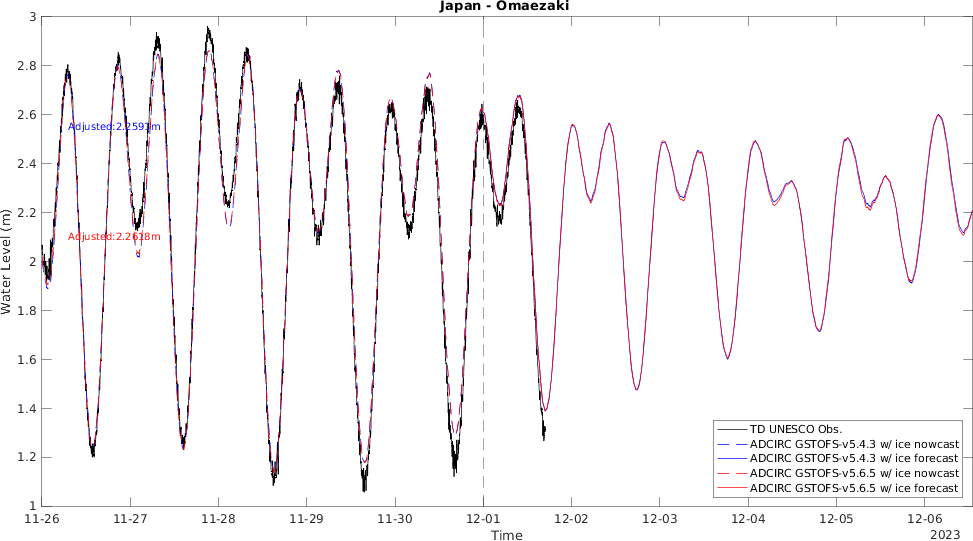 Japan - Omaezaki
3
2.8
2.6
2.4
2.2
2
1.8
1.6
1.4
1.2
1
Water Level (m)
Adjusted:2.2591m
Adjusted:2.2618m
TD UNESCO Obs.
ADCIRC GSTOFS-v5.4.3 w/ ice nowcast
ADCIRC GSTOFS-v5.4.3 w/ ice forecast
ADCIRC GSTOFS-v5.6.5 w/ ice nowcast
ADCIRC GSTOFS-v5.6.5 w/ ice forecast
11-26 11-27 11-28 11-29 11-30 12-01 12-02 12-03 12-04 12-05 12-06
Time
2023